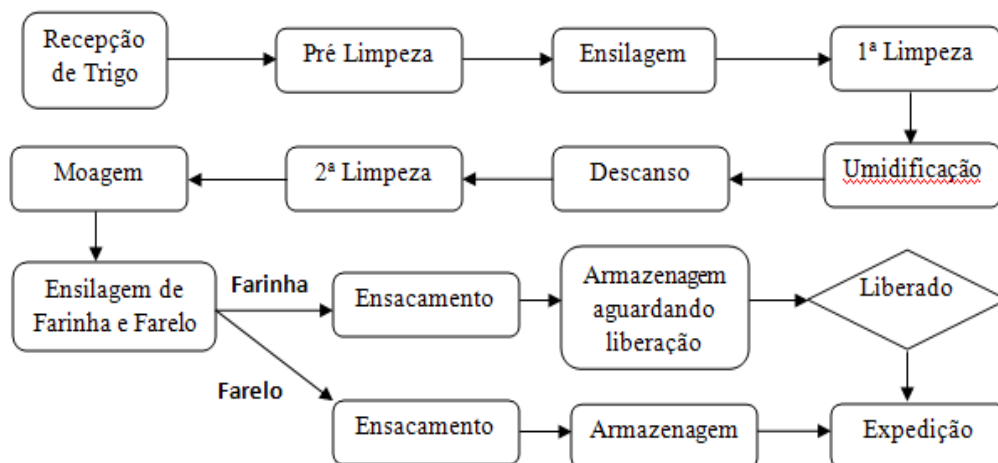 Recepção
de Trigo
Pré Limpeza
Ensilagem
1ª Limpeza
Moagem
2ª Limpeza
Descanso
Umidificação
Ensilagem de
Farinha e Farelo
Farinha
Ensacamento
Armazenagem
aguardando
liberação
Liberado
Farelo
Ensacamento
Armazenagem
Expedição